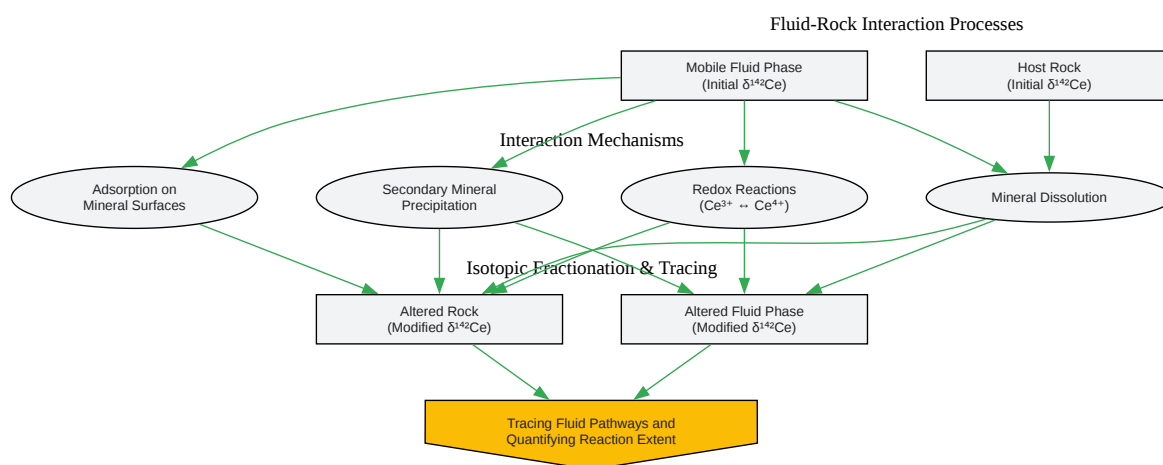 Fluid-Rock Interaction Processes
Mobile Fluid Phase
(Initial δ¹⁴²Ce)
Host Rock
(Initial δ¹⁴²Ce)
Interaction Mechanisms
Adsorption on
Mineral Surfaces
Secondary Mineral
Precipitation
Redox Reactions
(Ce³⁺ ↔ Ce⁴⁺)
Mineral Dissolution
Isotopic Fractionation & Tracing
Altered Rock
(Modified δ¹⁴²Ce)
Altered Fluid Phase
(Modified δ¹⁴²Ce)
Tracing Fluid Pathways and
Quantifying Reaction Extent